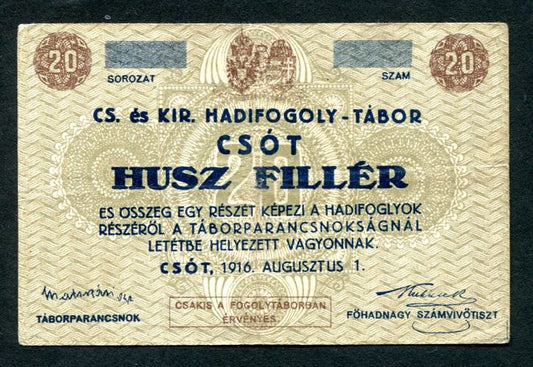 20 20
SOROZAT SZAM
CS. és KIR. HADIFOGOLY-TÁBOR
CSÓT
HUSZ FILLÉR
ES ÖSSZEG EGY RÉSZÉT KÉPEZI A HADIFOGLYOK
RÉSZÉRŐL A TÁBORPARANCSNOKSÁGNÁL
LETÉTBE HELYEZETT VAGYONNAK.
CSÓT, 1916. AUGUSZTUS 1.
CSAKIS A FOGOLYTÁBORBAN
ÉRVÉNYES.
TÁBORPARANCSNOK FŐHADNAGY SZÁMVIVŐTISZT